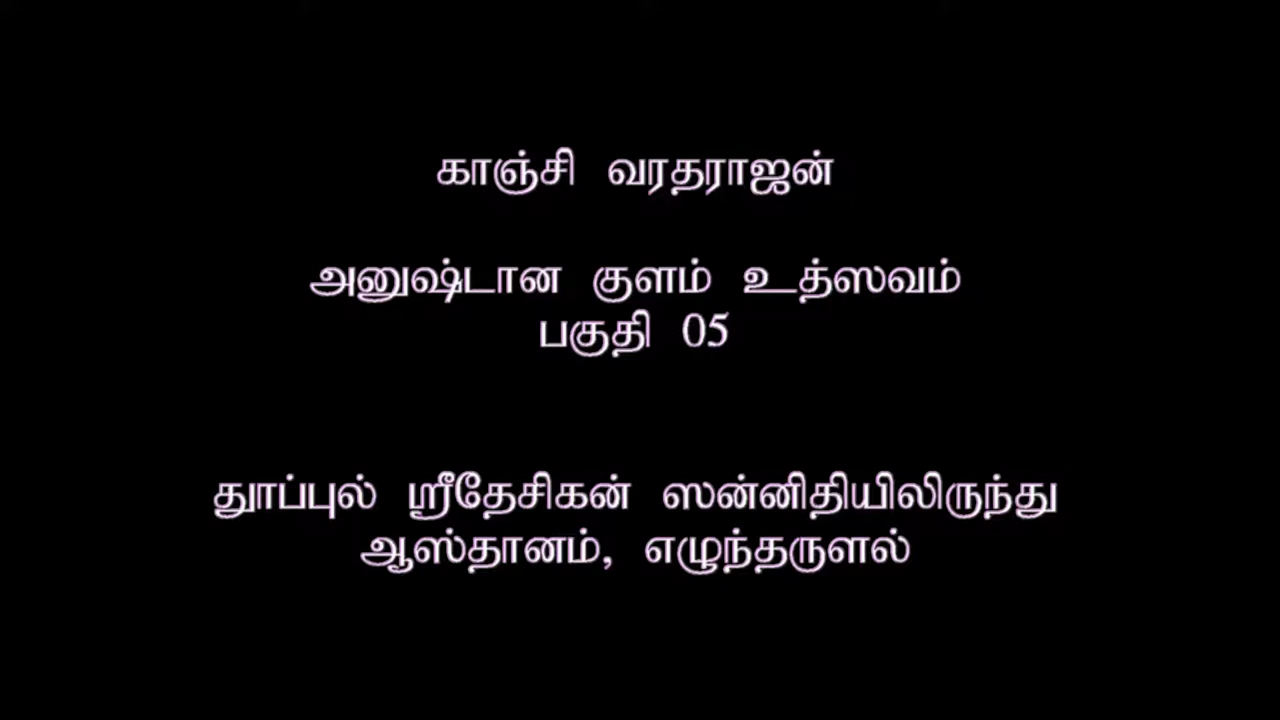 காஞ்சி வரதராஜன்
அனுஷ்டான குளம் உத்ஸவம்
பகுதி 05
தூப்புல் ஸ்ரீதேசிகன் ஸன்னிதியிலிருந்து
ஆஸ்தானம், எழுந்தருளல்